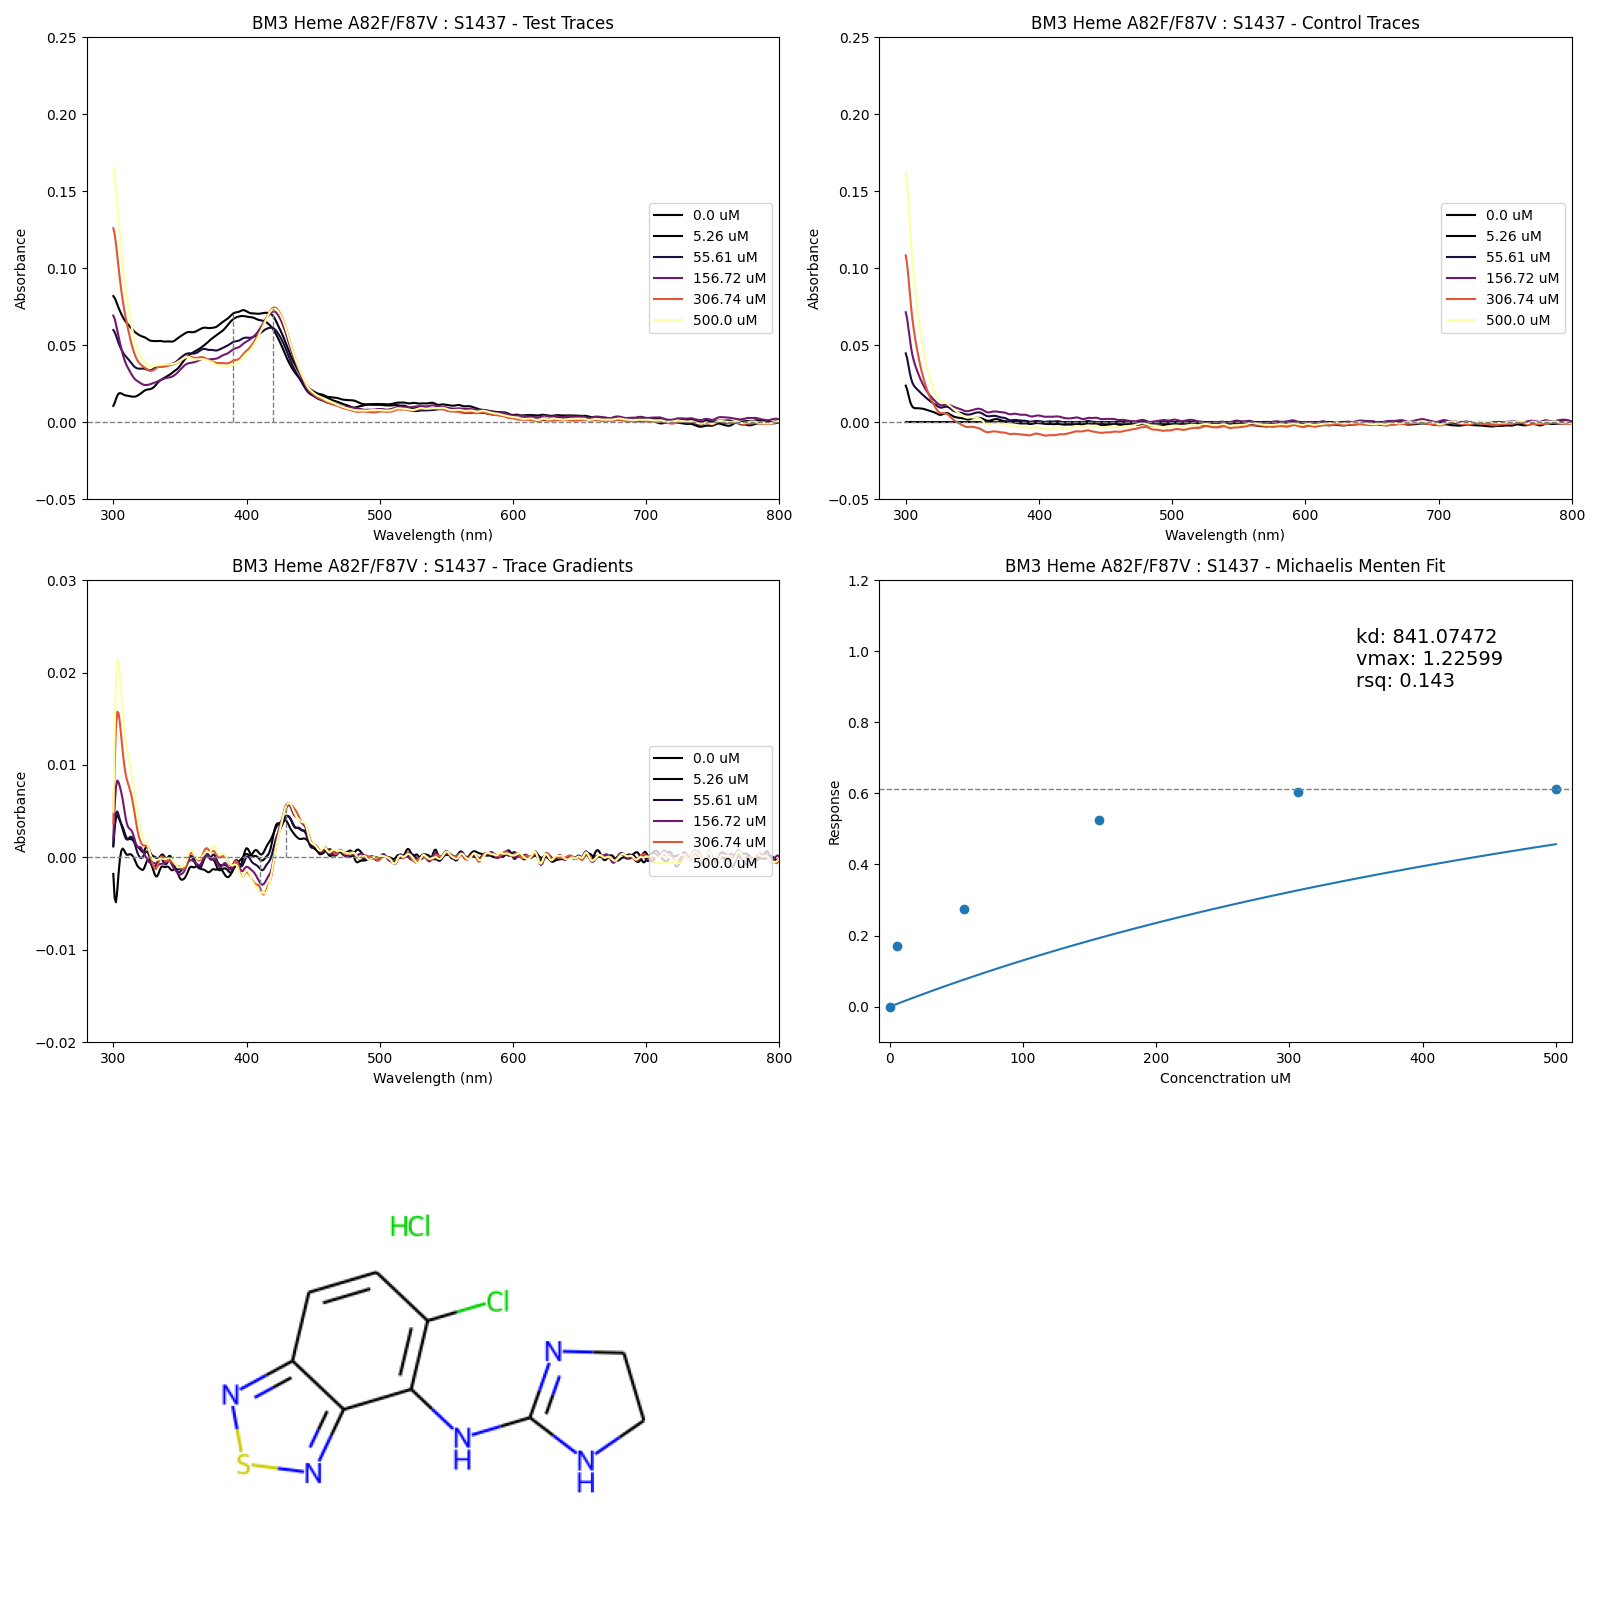 BM3 Heme A82F/F87V : S1437 - Test Traces
0.25
0.20
0.15
0.10
0.05
0.00
−0.05
Absorbance
300 400 500 600 700 800
Wavelength (nm)
0.0 uM
5.26 uM
55.61 uM
156.72 uM
306.74 uM
500.0 uM
BM3 Heme A82F/F87V : S1437 - Control Traces
0.25
0.20
0.15
0.10
0.05
0.00
−0.05
Absorbance
300 400 500 600 700 800
Wavelength (nm)
0.0 uM
5.26 uM
55.61 uM
156.72 uM
306.74 uM
500.0 uM
BM3 Heme A82F/F87V : S1437 - Trace Gradients
0.03
0.02
0.01
0.00
−0.01
−0.02
Absorbance
300 400 500 600 700 800
Wavelength (nm)
0.0 uM
5.26 uM
55.61 uM
156.72 uM
306.74 uM
500.0 uM
BM3 Heme A82F/F87V : S1437 - Michaelis Menten Fit
1.2
1.0
0.8
0.6
0.4
0.2
0.0
Response
0 100 200 300 400 500
Concenctration uM
kd: 841.07472
vmax: 1.22599
rsq: 0.143
HCl
Cl
N
N
N
H
N
H
S
N